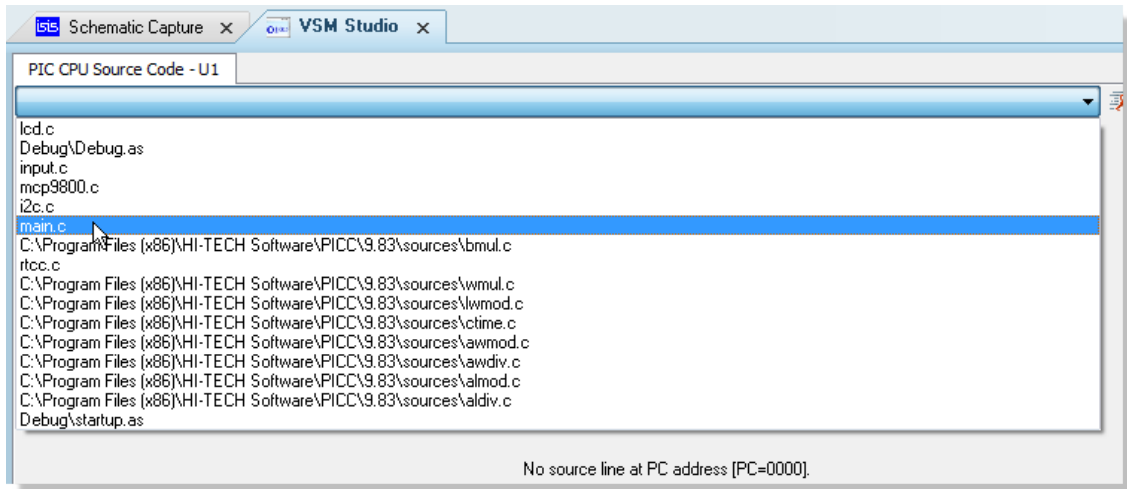 isis Schematic Capture X VSM Studio X
PIC CPU Source Code - U1
lcd.c
Debug\Debug.as
input.c
mcp9800.c
i2c.c
main.c
C:\Program Files (x86)\HI-TECH Software\PICC\9.83\sources\bmul.c
rtcc.c
C:\Program Files (x86)\HI-TECH Software\PICC\9.83\sources\wmul.c
C:\Program Files (x86)\HI-TECH Software\PICC\9.83\sources\lwmod.c
C:\Program Files (x86)\HI-TECH Software\PICC\9.83\sources\ctime.c
C:\Program Files (x86)\HI-TECH Software\PICC\9.83\sources\awmod.c
C:\Program Files (x86)\HI-TECH Software\PICC\9.83\sources\awdiv.c
C:\Program Files (x86)\HI-TECH Software\PICC\9.83\sources\almod.c
C:\Program Files (x86)\HI-TECH Software\PICC\9.83\sources\aldiv.c
Debug\startup.as
No source line at PC address [PC=0000].